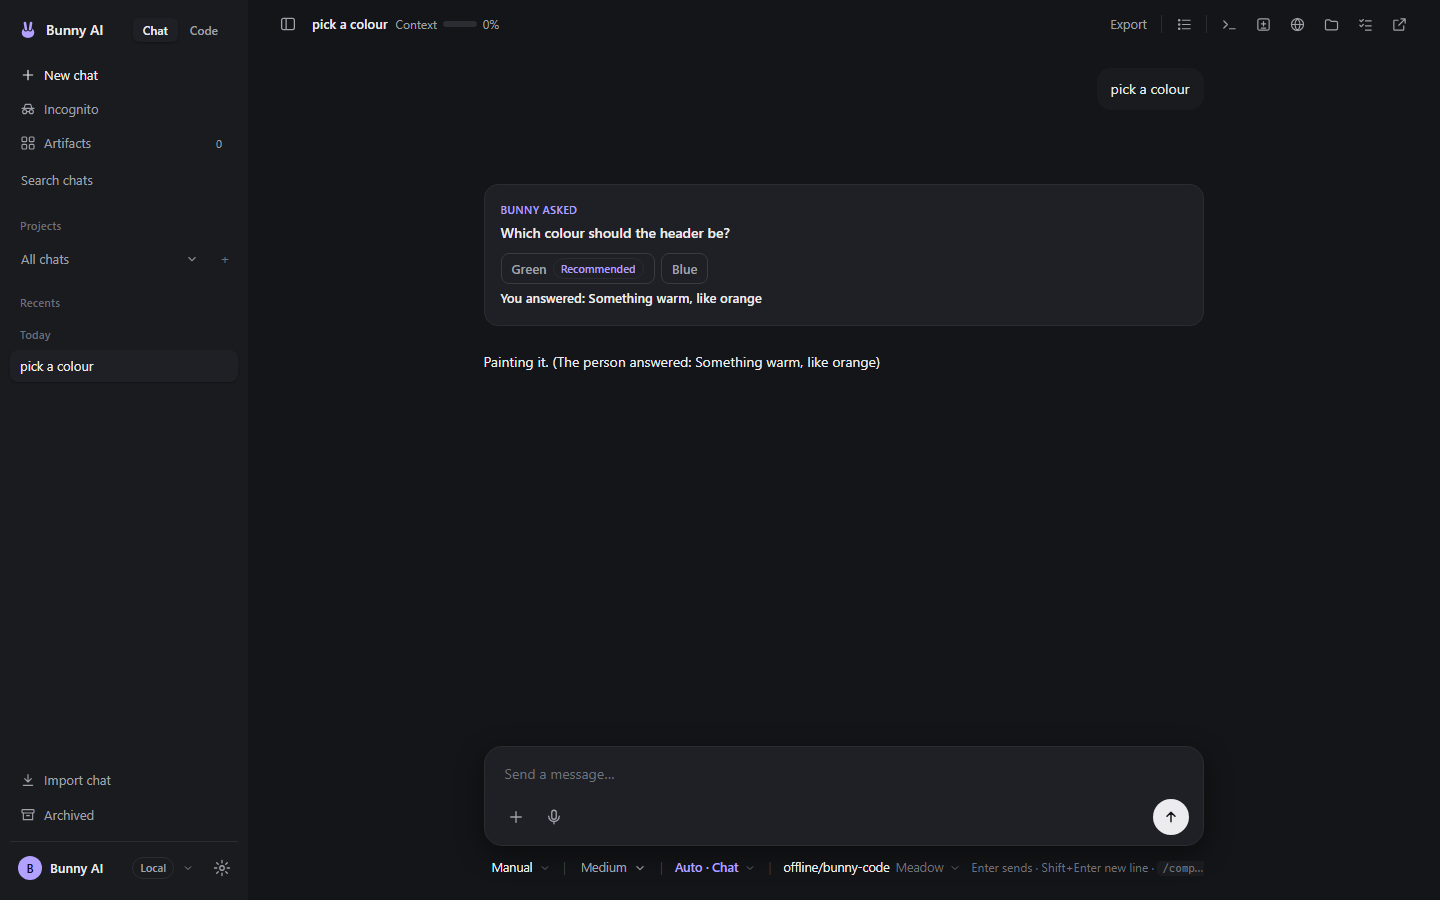 Bunny AI
Chat
Code
New chat
Incognito
Artifacts 0
Search chats
Projects
All chats
Recents
Today
pick a colour
Import chat
Archived
B Bunny AI Local
pick a colour Context 0%
Export
pick a colour
BUNNY ASKED
Which colour should the header be?
Green Recommended Blue
You answered: Something warm, like orange
Painting it. (The person answered: Something warm, like orange)
Send a message...
Manual Medium Auto · Chat offline/bunny-code Meadow Enter sends · Shift+Enter new line · /comp...